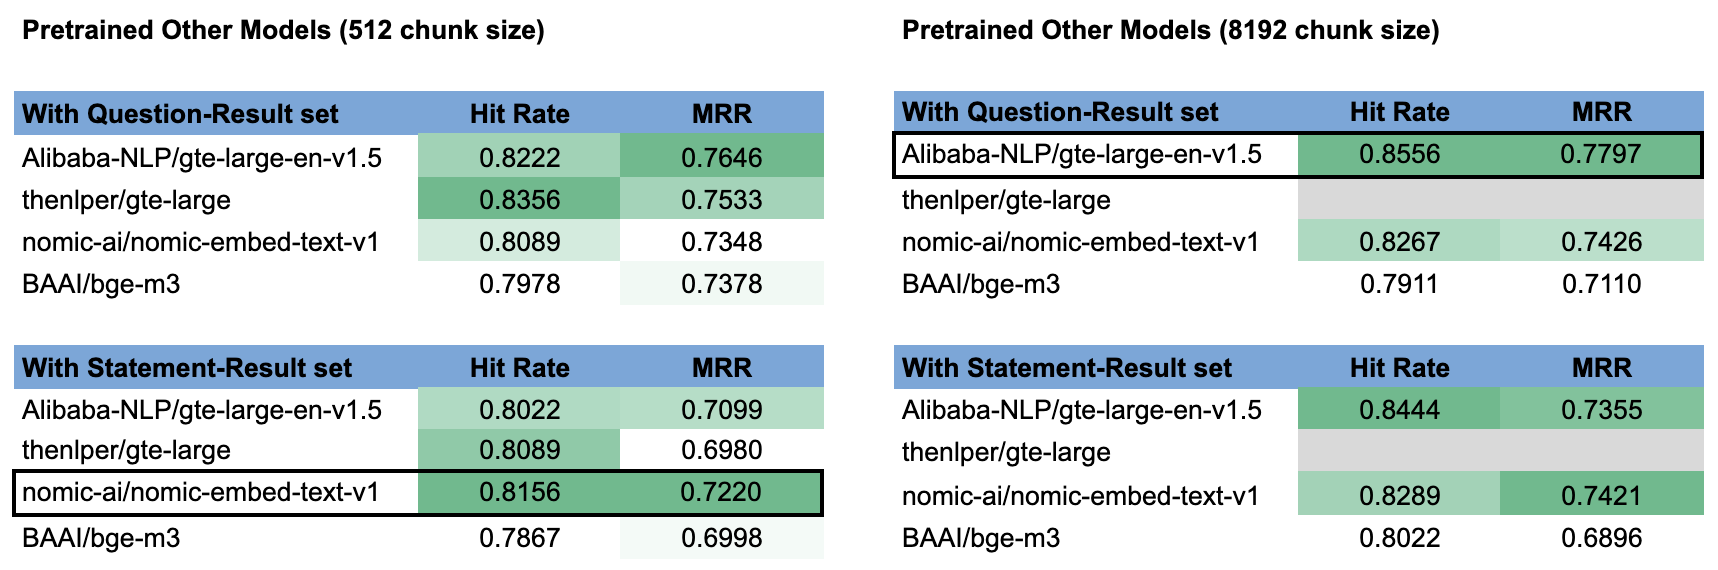 Pretrained Other Models (512 chunk size)
With Question-Result set Hit Rate MRR
Alibaba-NLP/gte-large-en-v1.5 0.8222 0.7646
thenlper/gte-large 0.8356 0.7533
nomic-ai/nomic-embed-text-v1 0.8089 0.7348
BAAI/bge-m3 0.7978 0.7378
With Statement-Result set Hit Rate MRR
Alibaba-NLP/gte-large-en-v1.5 0.8022 0.7099
thenlper/gte-large 0.8089 0.6980
nomic-ai/nomic-embed-text-v1 0.8156 0.7220
BAAI/bge-m3 0.7867 0.6998
Pretrained Other Models (8192 chunk size)
With Question-Result set Hit Rate MRR
Alibaba-NLP/gte-large-en-v1.5 0.8556 0.7797
thenlper/gte-large
nomic-ai/nomic-embed-text-v1 0.8267 0.7426
BAAI/bge-m3 0.7911 0.7110
With Statement-Result set Hit Rate MRR
Alibaba-NLP/gte-large-en-v1.5 0.8444 0.7355
thenlper/gte-large
nomic-ai/nomic-embed-text-v1 0.8289 0.7421
BAAI/bge-m3 0.8022 0.6896